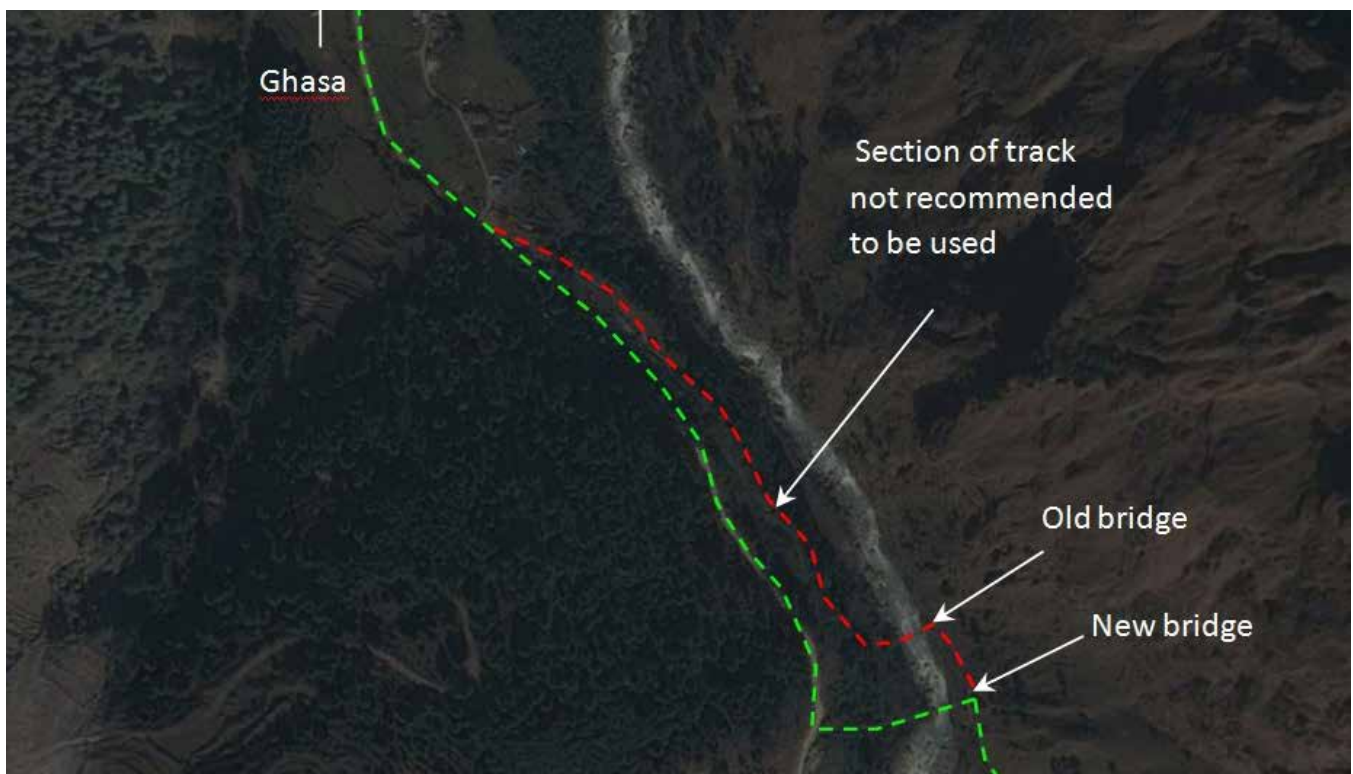 Ghasa
Section of track
not recommended
to be used
Old bridge
New bridge